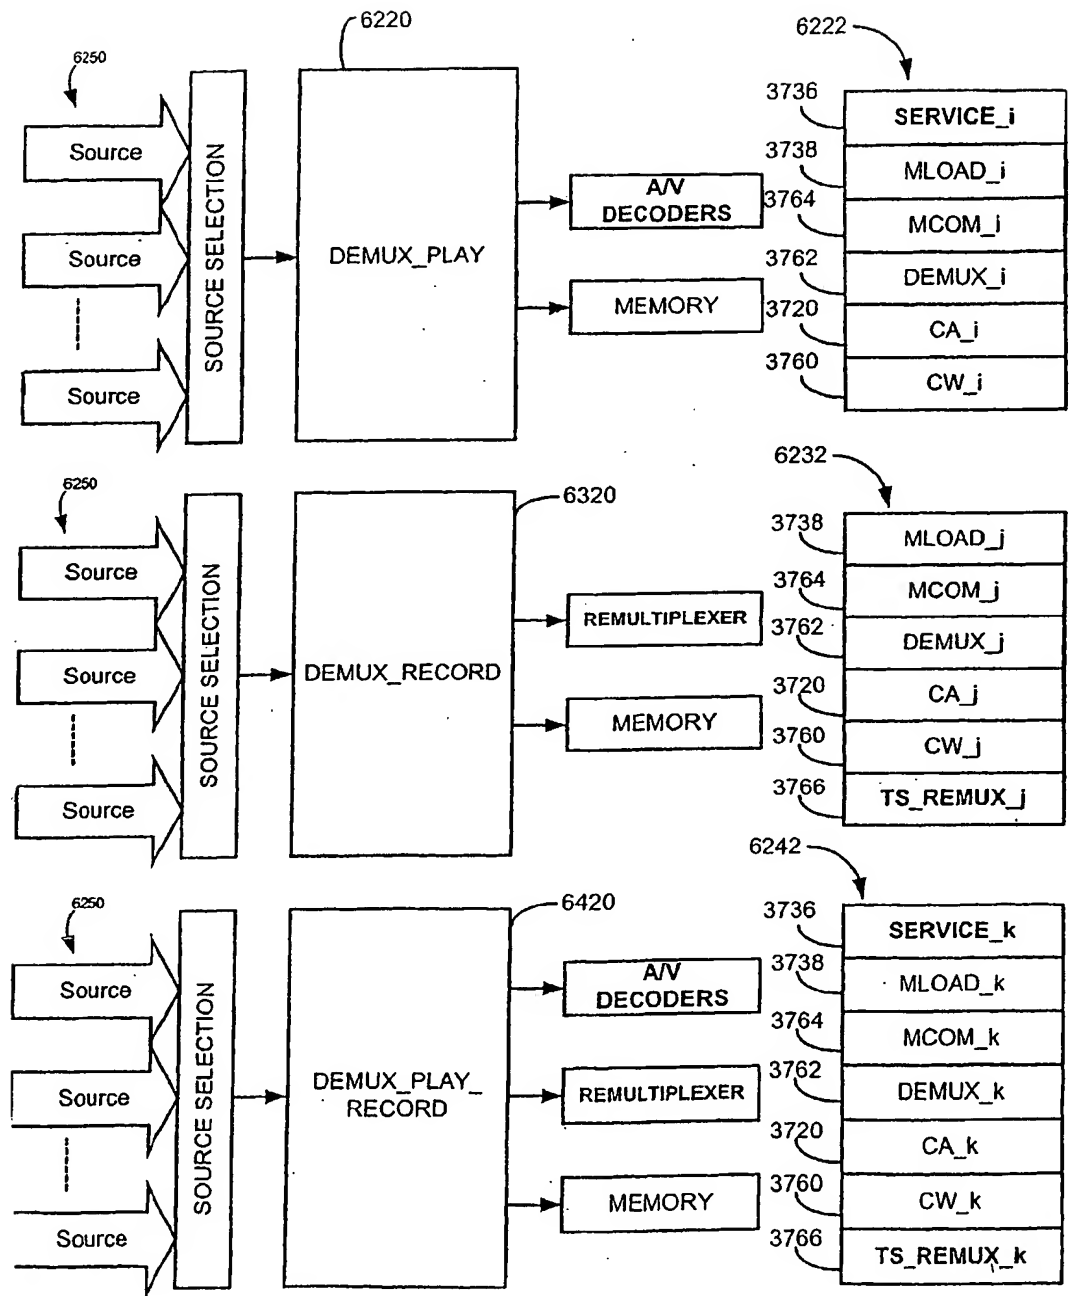 6220
6250
Source
Source
Source
SOURCE SELECTION
DEMUX_PLAY
A/V
DECODERS
MEMORY
6222
3736
SERVICE_i
3738
MLOAD_i
3764
MCOM_i
3762
DEMUX_i
3720
CA_i
3760
CW_i
6250
Source
Source
Source
SOURCE SELECTION
6320
DEMUX_RECORD
REMULTIPLEXER
MEMORY
6232
3738
MLOAD_j
3764
MCOM_j
3762
DEMUX_j
3720
CA_j
3760
CW_j
3766
TS_REMUX_j
6250
Source
Source
Source
SOURCE SELECTION
6420
DEMUX_PLAY_
RECORD
A/V
DECODERS
REMULTIPLEXER
MEMORY
6242
3736
SERVICE_k
3738
MLOAD_k
3764
MCOM_k
3762
DEMUX_k
3720
CA_k
3760
CW_k
3766
TS_REMUX_k